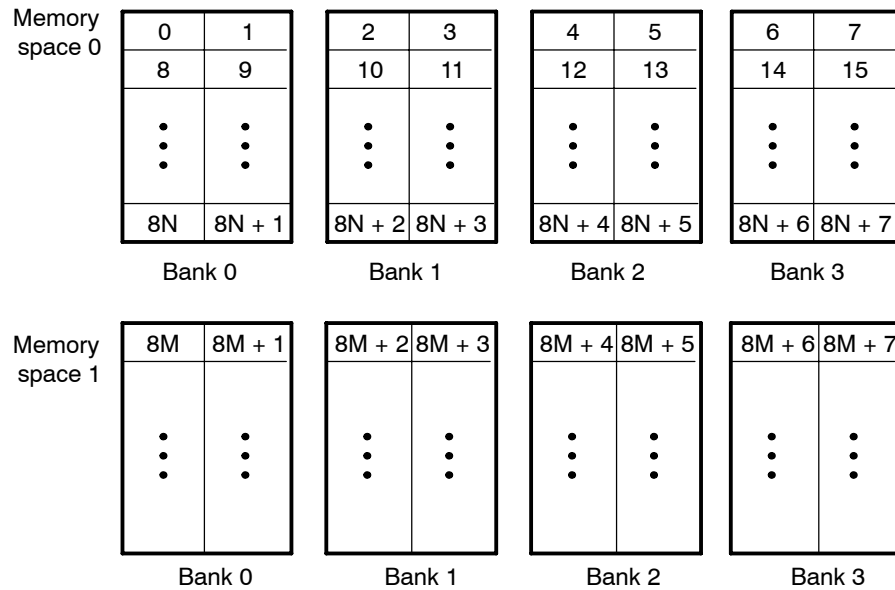 Memory space 0
0 1 2 3 4 5 6 7
8 9 10 11 12 13 14 15
8N 8N + 1 8N + 2 8N + 3 8N + 4 8N + 5 8N + 6 8N + 7
Bank 0 Bank 1 Bank 2 Bank 3
Memory space 1
8M 8M + 1 8M + 2 8M + 3 8M + 4 8M + 5 8M + 6 8M + 7
Bank 0 Bank 1 Bank 2 Bank 3